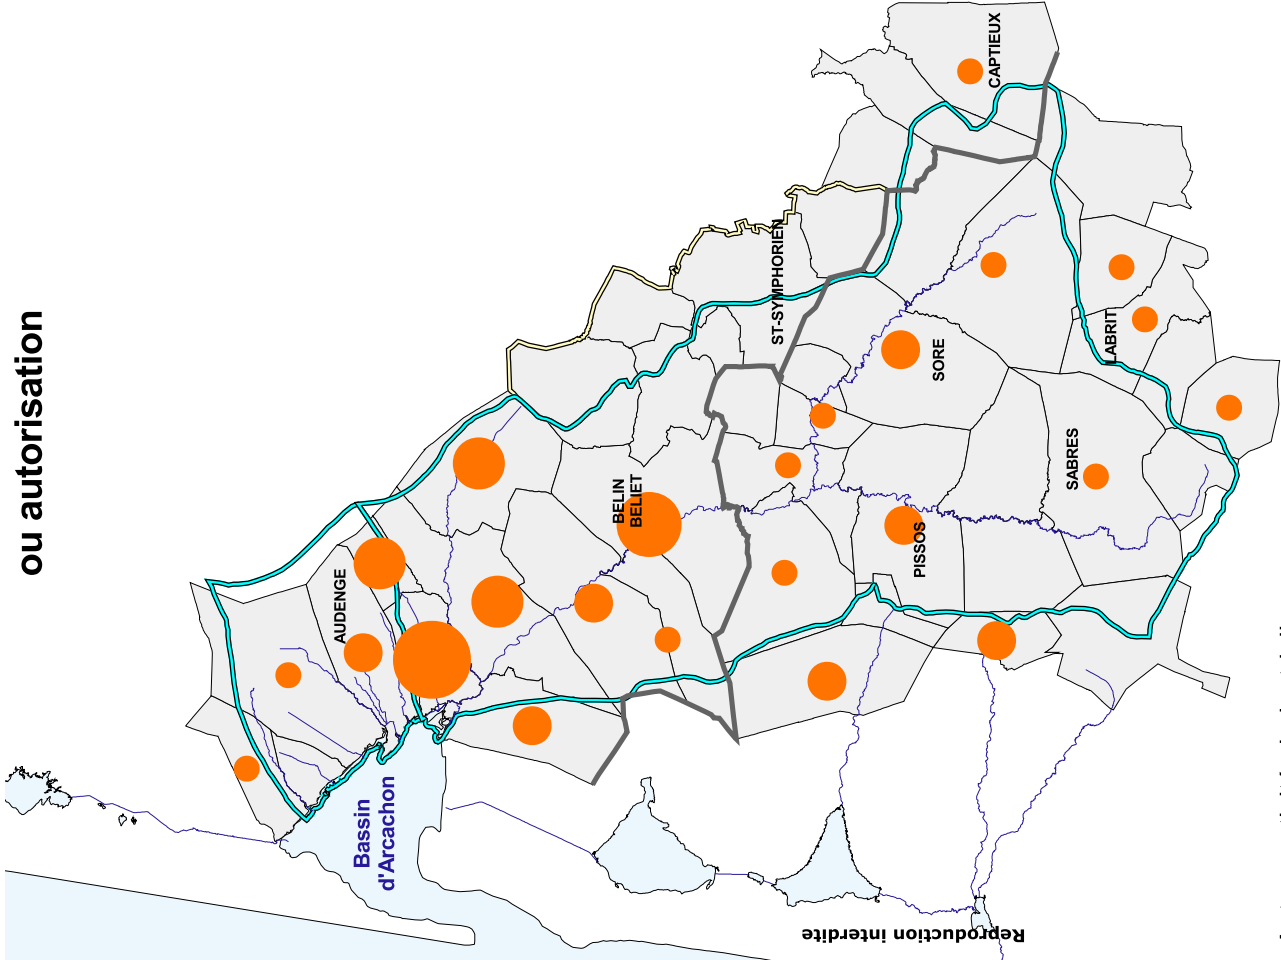 ou autorisation
CAPTIEUX
ST-SYMPHORIEN
LABRIT
SORE
SABRES
BELIN
BELIET
PISSOS
AUDENGE
Bassin
d'Arcachon
Reproduction interdite